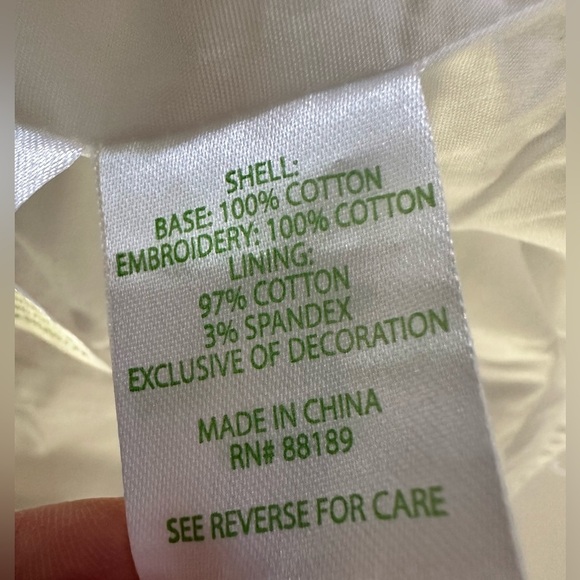 SHELL:
BASE: 100% COTTON
EMBROIDERY: 100% COTTON
LINING:
97% COTTON
3% SPANDEX
EXCLUSIVE OF DECORATION
MADE IN CHINA
RN# 88189
SEE REVERSE FOR CARE